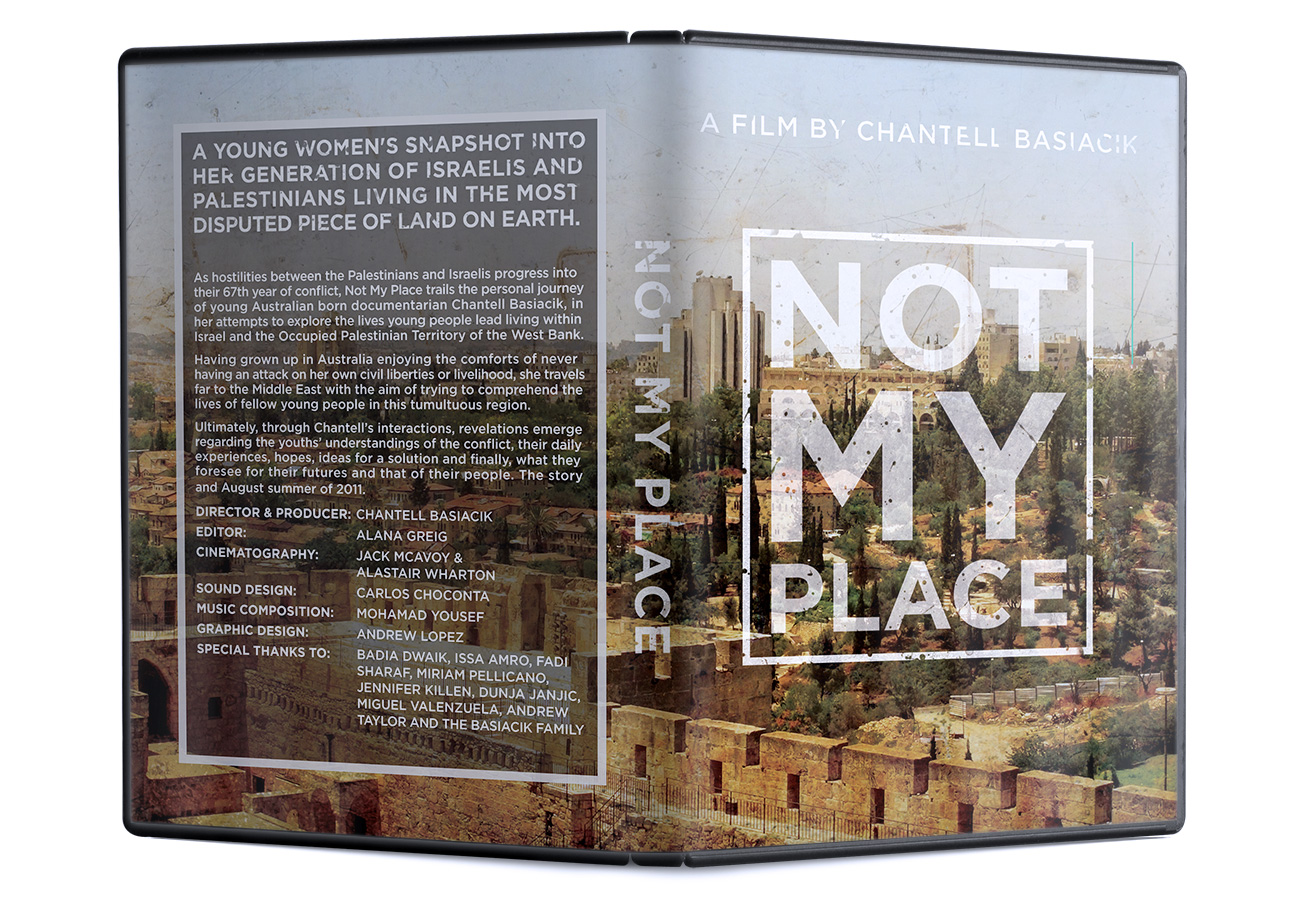 A YOUNG WOMEN'S SNAPSHOT INTO
HER GENERATION OF ISRAELIS AND
PALESTINIANS LIVING IN THE MOST
DISPUTED PIECE OF LAND ON EARTH.
As hostilities between the Palestinians and Israelis progress into
their 67th year of conflict, Not My Place trails the personal journey
of young Australian born documentarian Chantell Basiacik, in
her attempts to explore the lives young people lead living within
Israel and the Occupied Palestinian Territory of the West Bank.
Having grown up in Australia enjoying the comforts of never
having an attack on her own civil liberties or livelihood, she travels
far to the Middle East with the aim of trying to comprehend the
lives of fellow young people in this tumultuous region.
Ultimately, through Chantell's interactions, revelations emerge
regarding the youths' understandings of the conflict, their daily
experiences, hopes, ideas for a solution and finally, what they
foresee for their futures and that of their people. The story
and August summer of 2011.
DIRECTOR & PRODUCER: CHANTELL BASIACIK
EDITOR: ALANA GREIG
CINEMATOGRAPHY: JACK MCAVOY &
ALASTAIR WHARTON
SOUND DESIGN: CARLOS CHOCONTA
MUSIC COMPOSITION: MOHAMAD YOUSEF
GRAPHIC DESIGN: ANDREW LOPEZ
SPECIAL THANKS TO: BADIA DWAIK, ISSA AMRO, FADI
SHARAF, MIRIAM PELLICANO,
JENNIFER KILLEN, DUNJA JANJIC,
MIGUEL VALENZUELA, ANDREW
TAYLOR AND THE BASIACIK FAMILY
NOT MY PLACE
A FILM BY CHANTELL BASIACIK
NOT
MY
PLACE